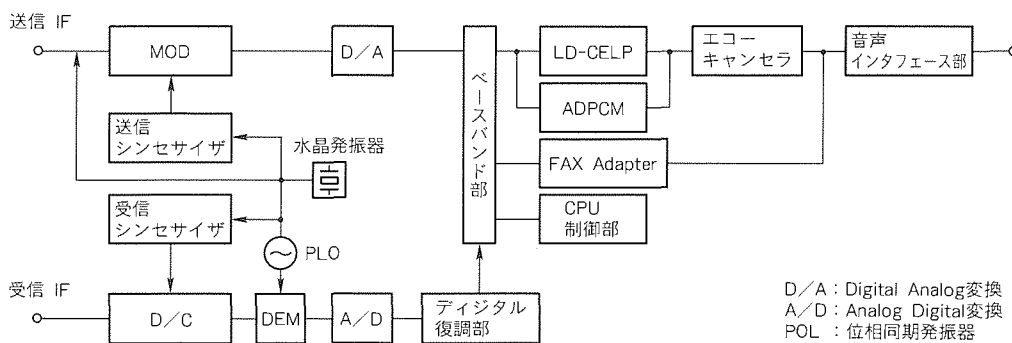 送信 IF
MOD
D/A
ベースバンド部
LD-CELP
エコー
キャンセラ
音声
インタフェース部
ADPCM
送信
シンセサイザ
水晶発振器
FAX Adapter
CPU
制御部
受信
シンセサイザ
PLO
受信 IF
D/C
DEM
A/D
ディジタル
復調部
D/A：Digital Analog変換
A/D：Analog Digital変換
POL ：位相同期発振器